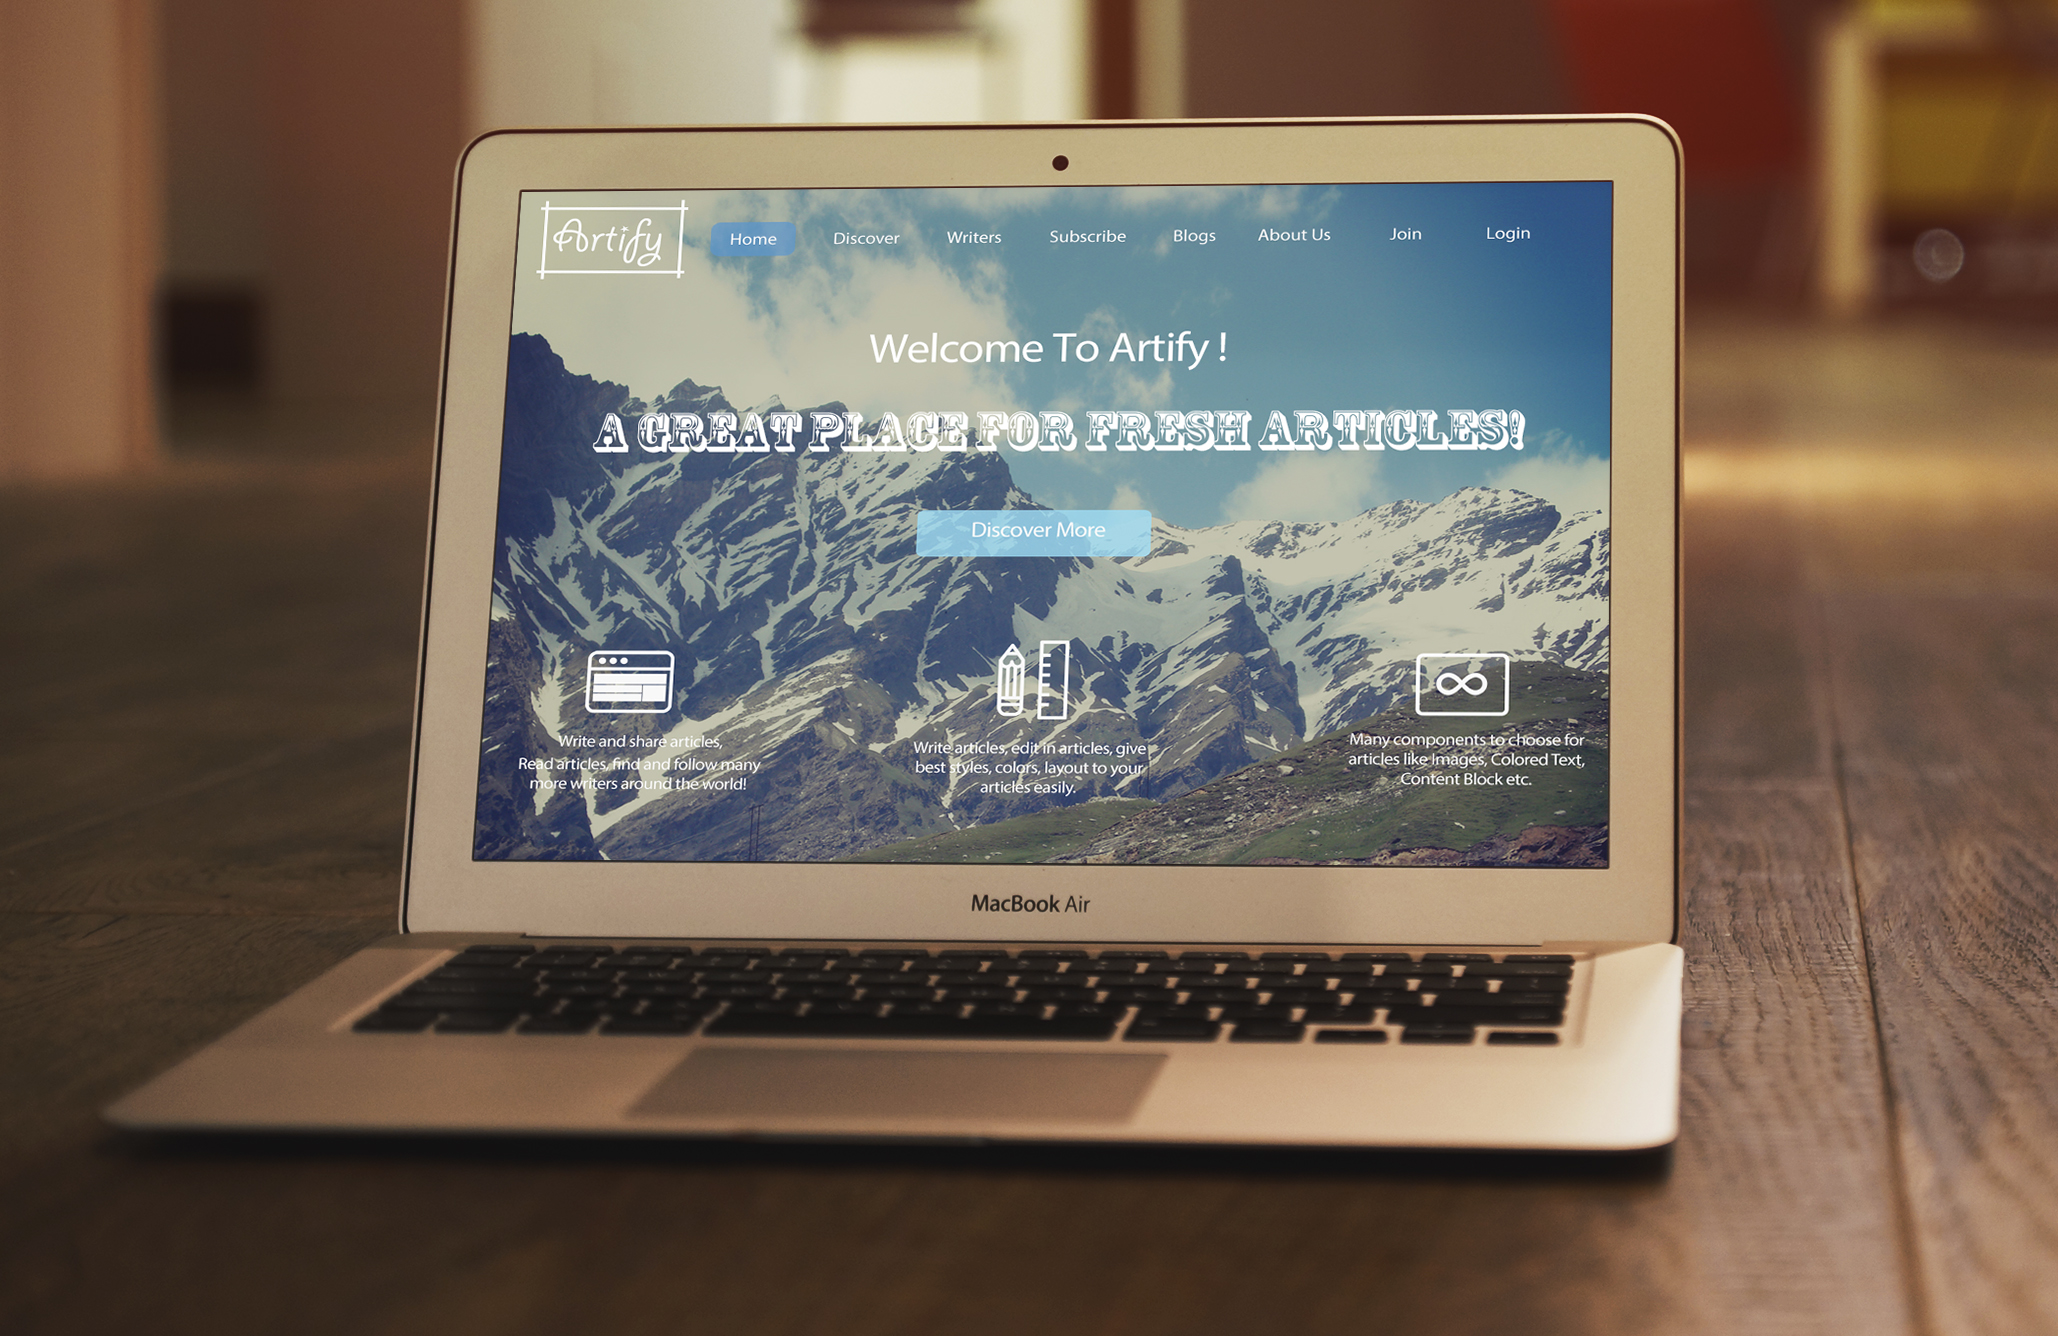 Artify
Home Discover Writers Subscribe Blogs About Us Join Login
Welcome To Artify !
A GREAT PLACE FOR FRESH ARTICLES!
Discover More
Write and share articles,
Read articles, find and follow many
more writers around the world!
Write articles, edit in articles, give
best styles, colors, layout to your
articles easily.
Many components to choose for
articles like Images, Colored Text,
Content Block etc.
MacBook Air